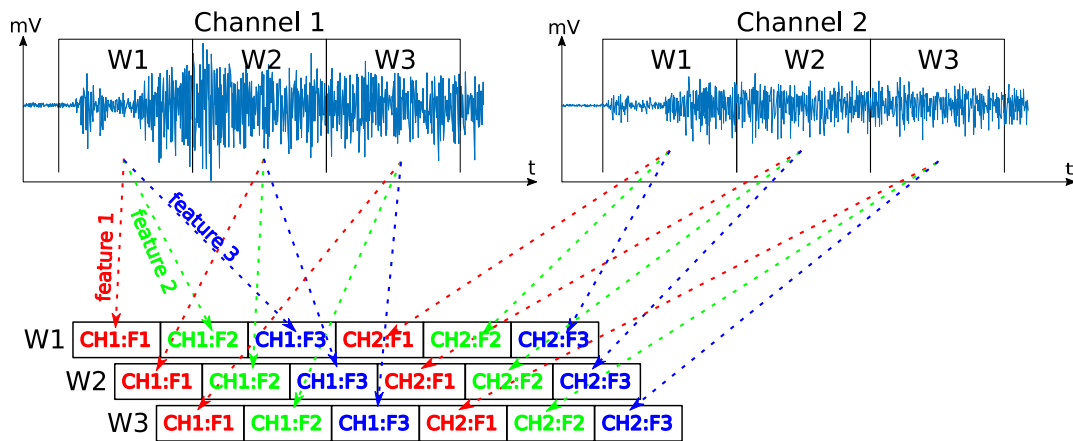 mV Channel 1
W1 W2 W3
t
mV Channel 2
W1 W2 W3
t
feature 1
feature 2
feature 3
W1 CH1:F1 CH1:F2 CH1:F3 CH2:F1 CH2:F2 CH2:F3
W2 CH1:F1 CH1:F2 CH1:F3 CH2:F1 CH2:F2 CH2:F3
W3 CH1:F1 CH1:F2 CH1:F3 CH2:F1 CH2:F2 CH2:F3